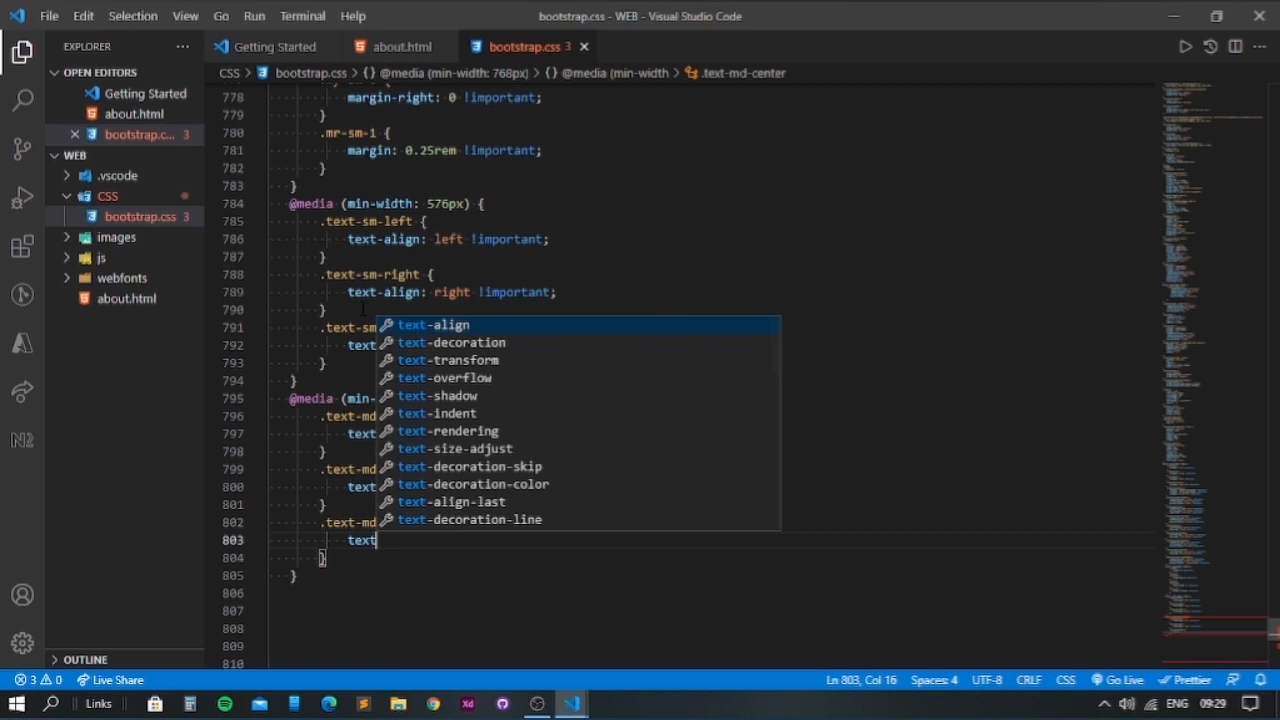 File Edit Selection View Go Run Terminal Help bootstrap.css - WEB - Visual Studio Code
EXPLORER Getting Started about.html bootstrap.css 3
OPEN EDITORS CSS > bootstrap.css > {} @media (min-width: 768px) > {} @media (min-width > .text-md-center
Getting Started
about.html
bootstrap.c... 3
WEB
.vscode
CSS
bootstrap.css 3
images
js
webfonts
about.html
OUTLINE
778 margin-right: 0 !important;
779 }
780 .mr-sm-1 {
781 margin: 0.25rem !important;
782 }
783 }
784 @media (min-width: 576px){
785 .text-sm-left {
786 text-align: left !important;
787 }
788 .text-sm-right {
789 text-align: right !important;
790 }
791 .text-sm
792 text
793
794 }
795 @media (min-
796 .text-md
797 text
798
799 .text-md
800 text
801
802 .text-md
803 text
804 }
805 }
806
807
808
809
810
text-align
text-decoration
text-transform
text-overflow
text-shadow
text-indent
text-rendering
text-size-adjust
text-decoration-skip
text-decoration-color
text-decoration-line
3 0 Live Share Ln 803, Col 16 Spaces: 4 UTF-8 CRLF CSS Go Live Prettier
Links Xd ENG 09:29